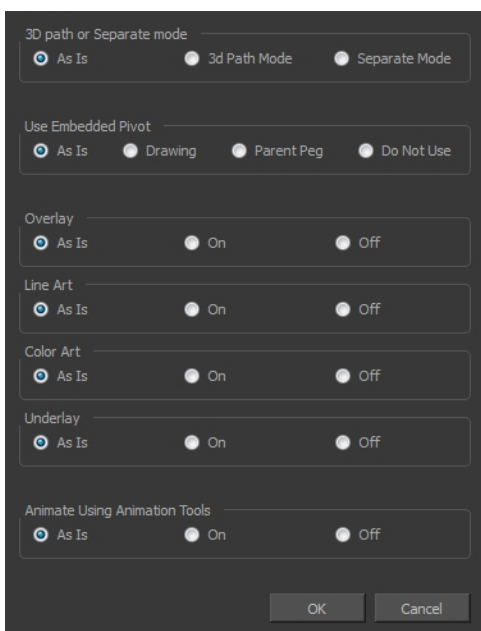 3D path or Separate mode
As Is 3d Path Mode Separate Mode
Use Embedded Pivot
As Is Drawing Parent Peg Do Not Use
Overlay
As Is On Off
Line Art
As Is On Off
Color Art
As Is On Off
Underlay
As Is On Off
Animate Using Animation Tools
As Is On Off
OK Cancel